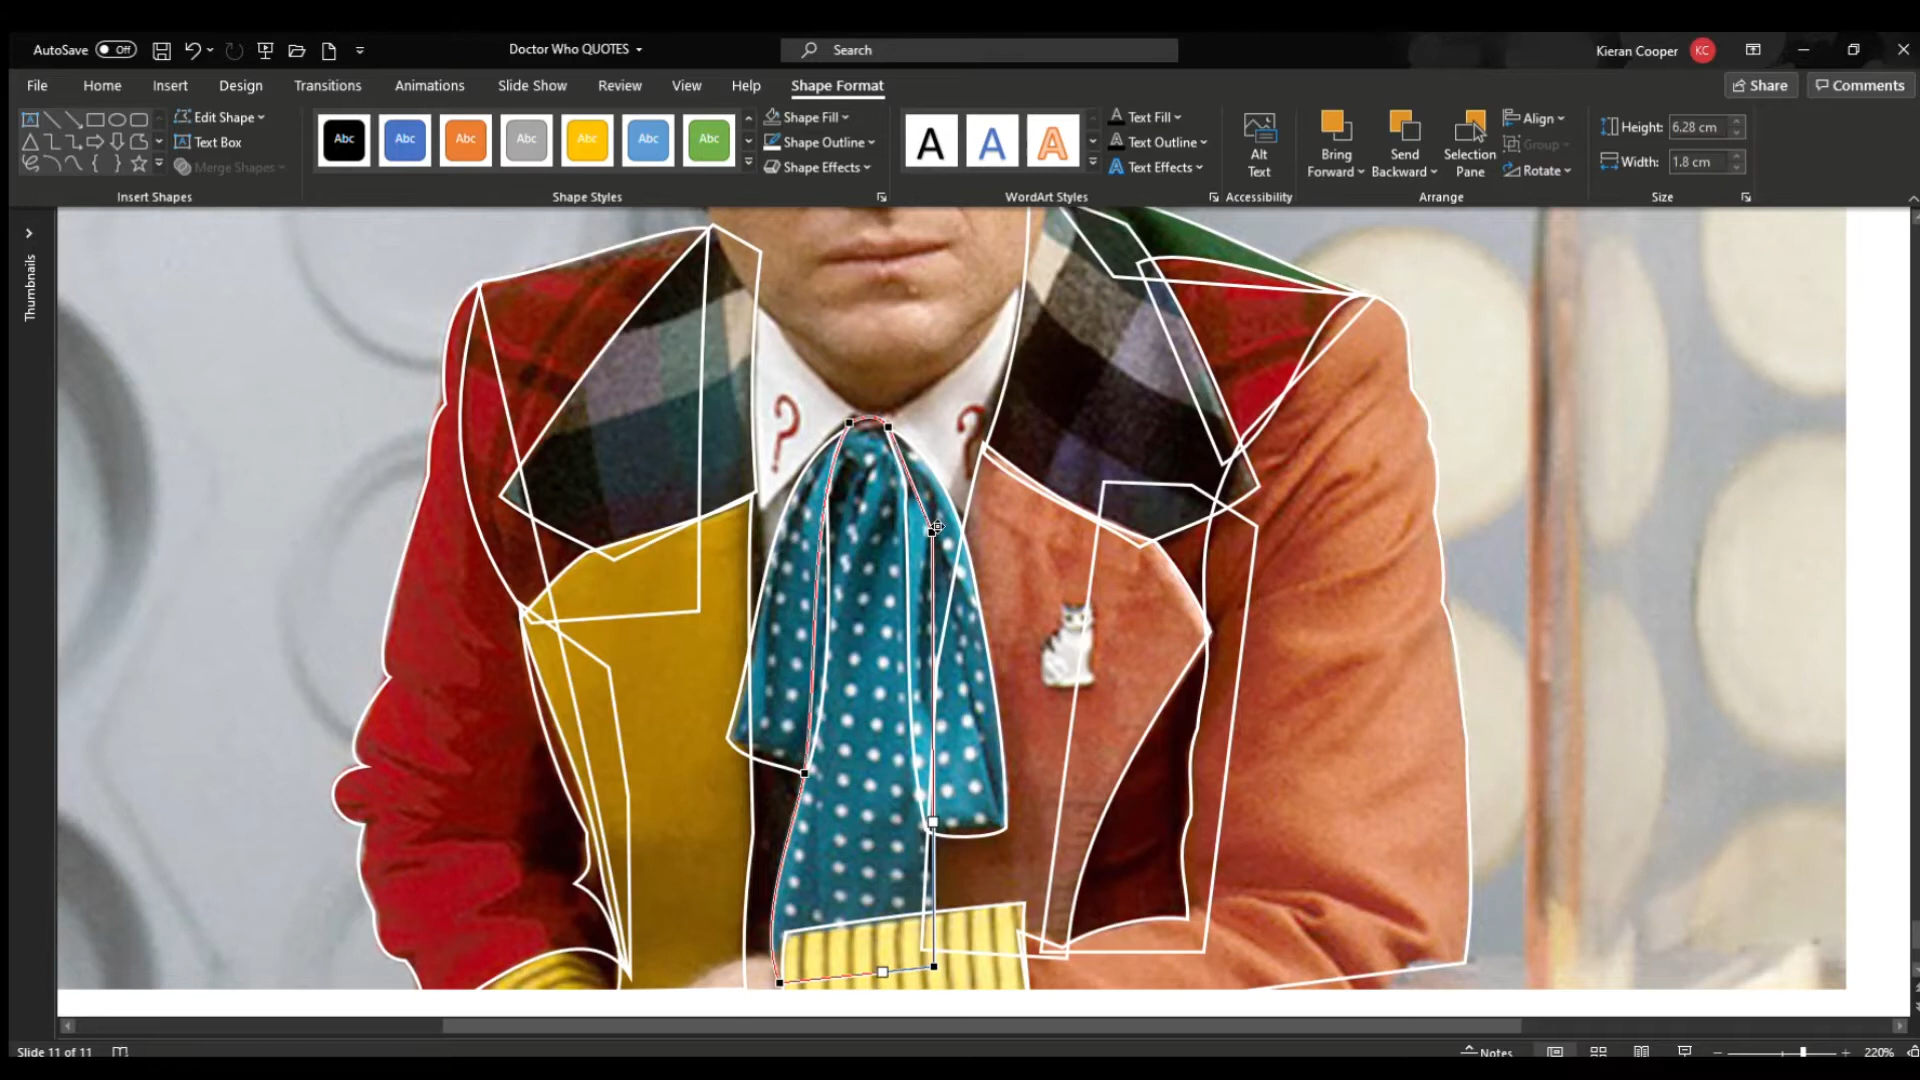 AutoSave Off Doctor Who QUOTES Search Kieran Cooper KC
File Home Insert Design Transitions Animations Slide Show Review View Help Shape Format Share Comments
Edit Shape
Text Box
Merge Shapes
Insert Shapes
Abc Abc Abc Abc Abc Abc Abc
Shape Fill
Shape Outline
Shape Effects
Shape Styles
A A A
Text Fill
Text Outline
Text Effects
WordArt Styles
Alt
Text
Accessibility
Bring
Forward
Send
Backward
Selection
Pane
Align
Group
Rotate
Arrange
Height: 6.28 cm
Width: 1.8 cm
Size
Thumbnails
? ?
Slide 11 of 11 Notes 220%